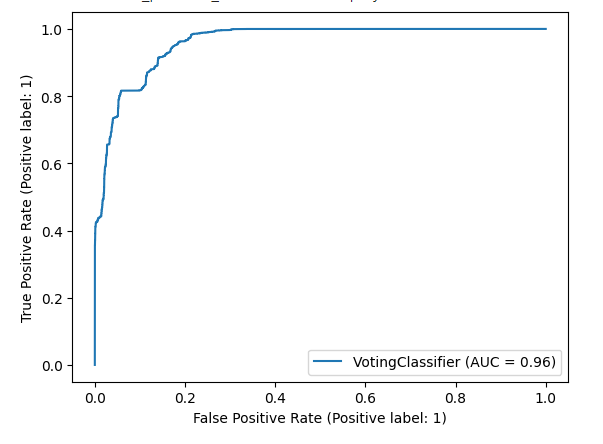 1.0
0.8
0.6
0.4
0.2
0.0
True Positive Rate (Positive label: 1)
VotingClassifier (AUC = 0.96)
0.0 0.2 0.4 0.6 0.8 1.0
False Positive Rate (Positive label: 1)